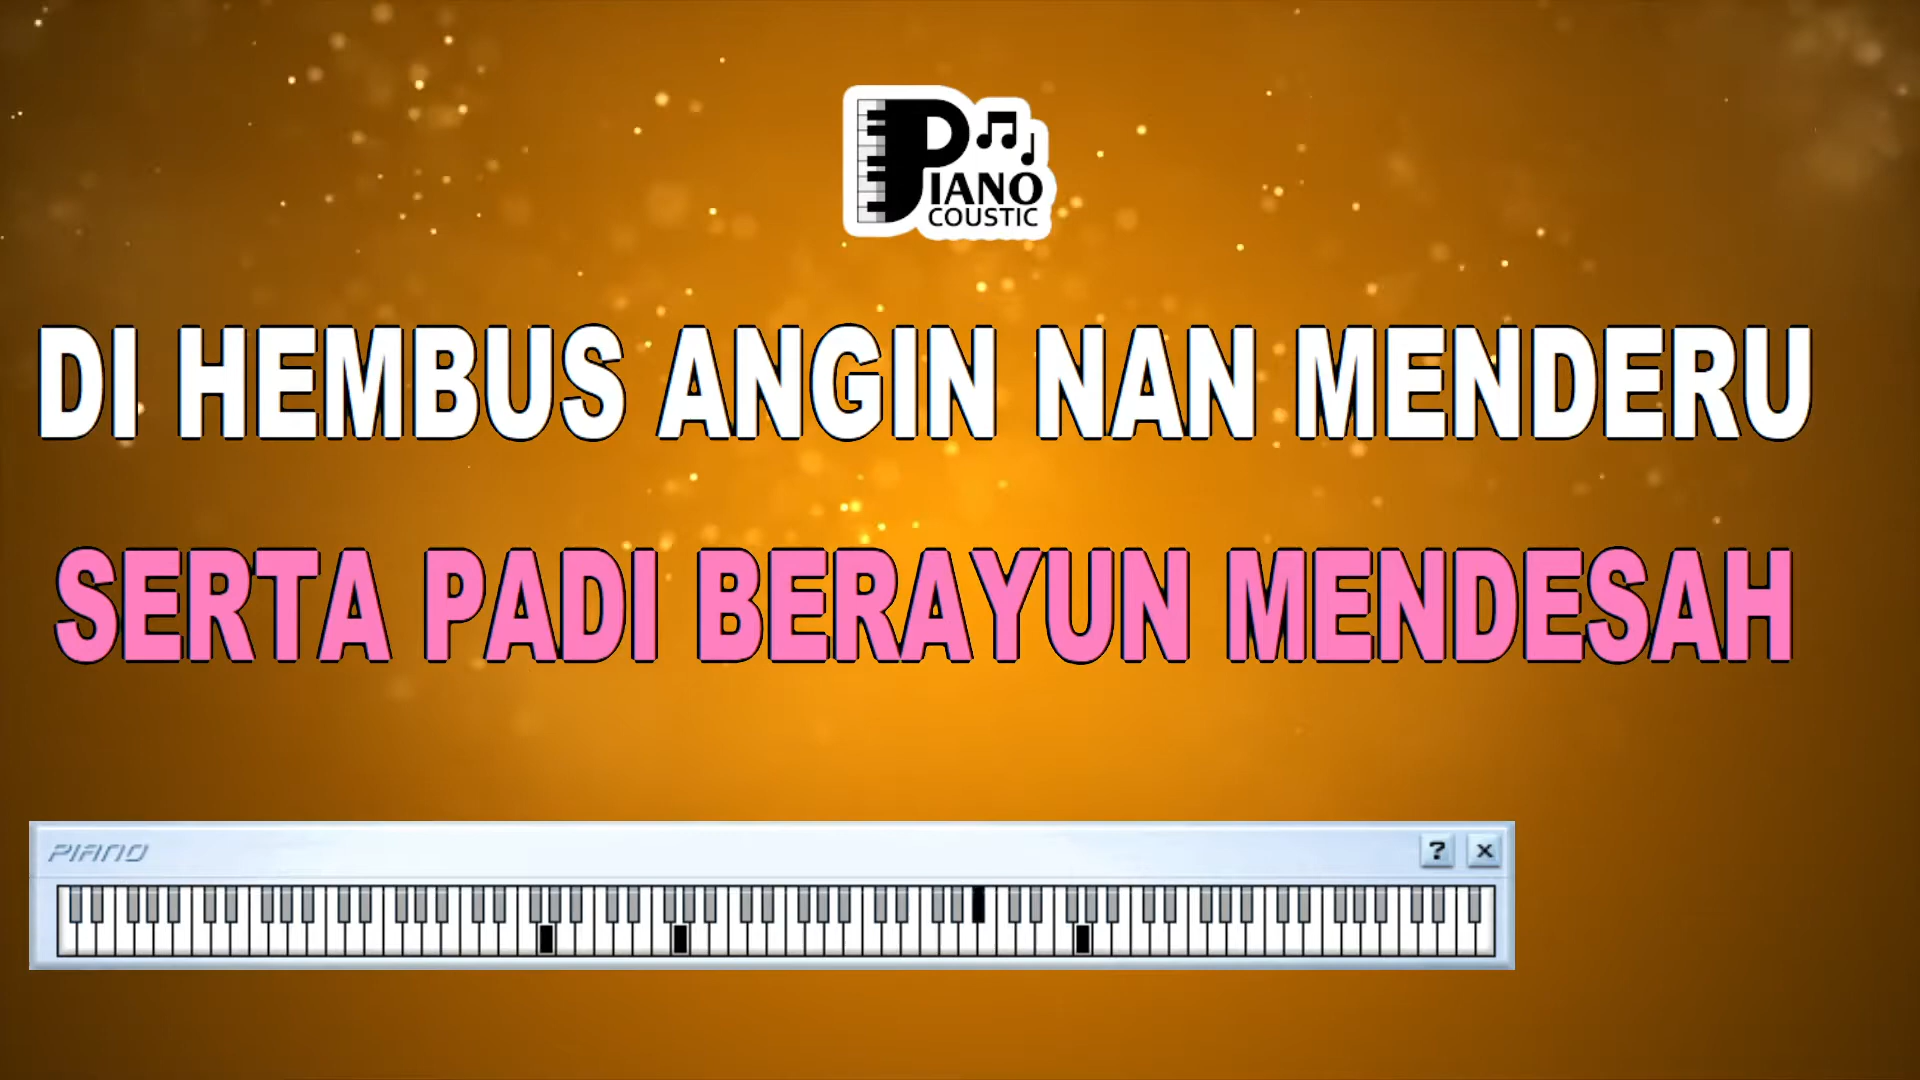 PIANO
COUSTIC
DI HEMBUS ANGIN NAN MENDERU
SERTA PADI BERAYUN MENDESAH
PIANO
? X